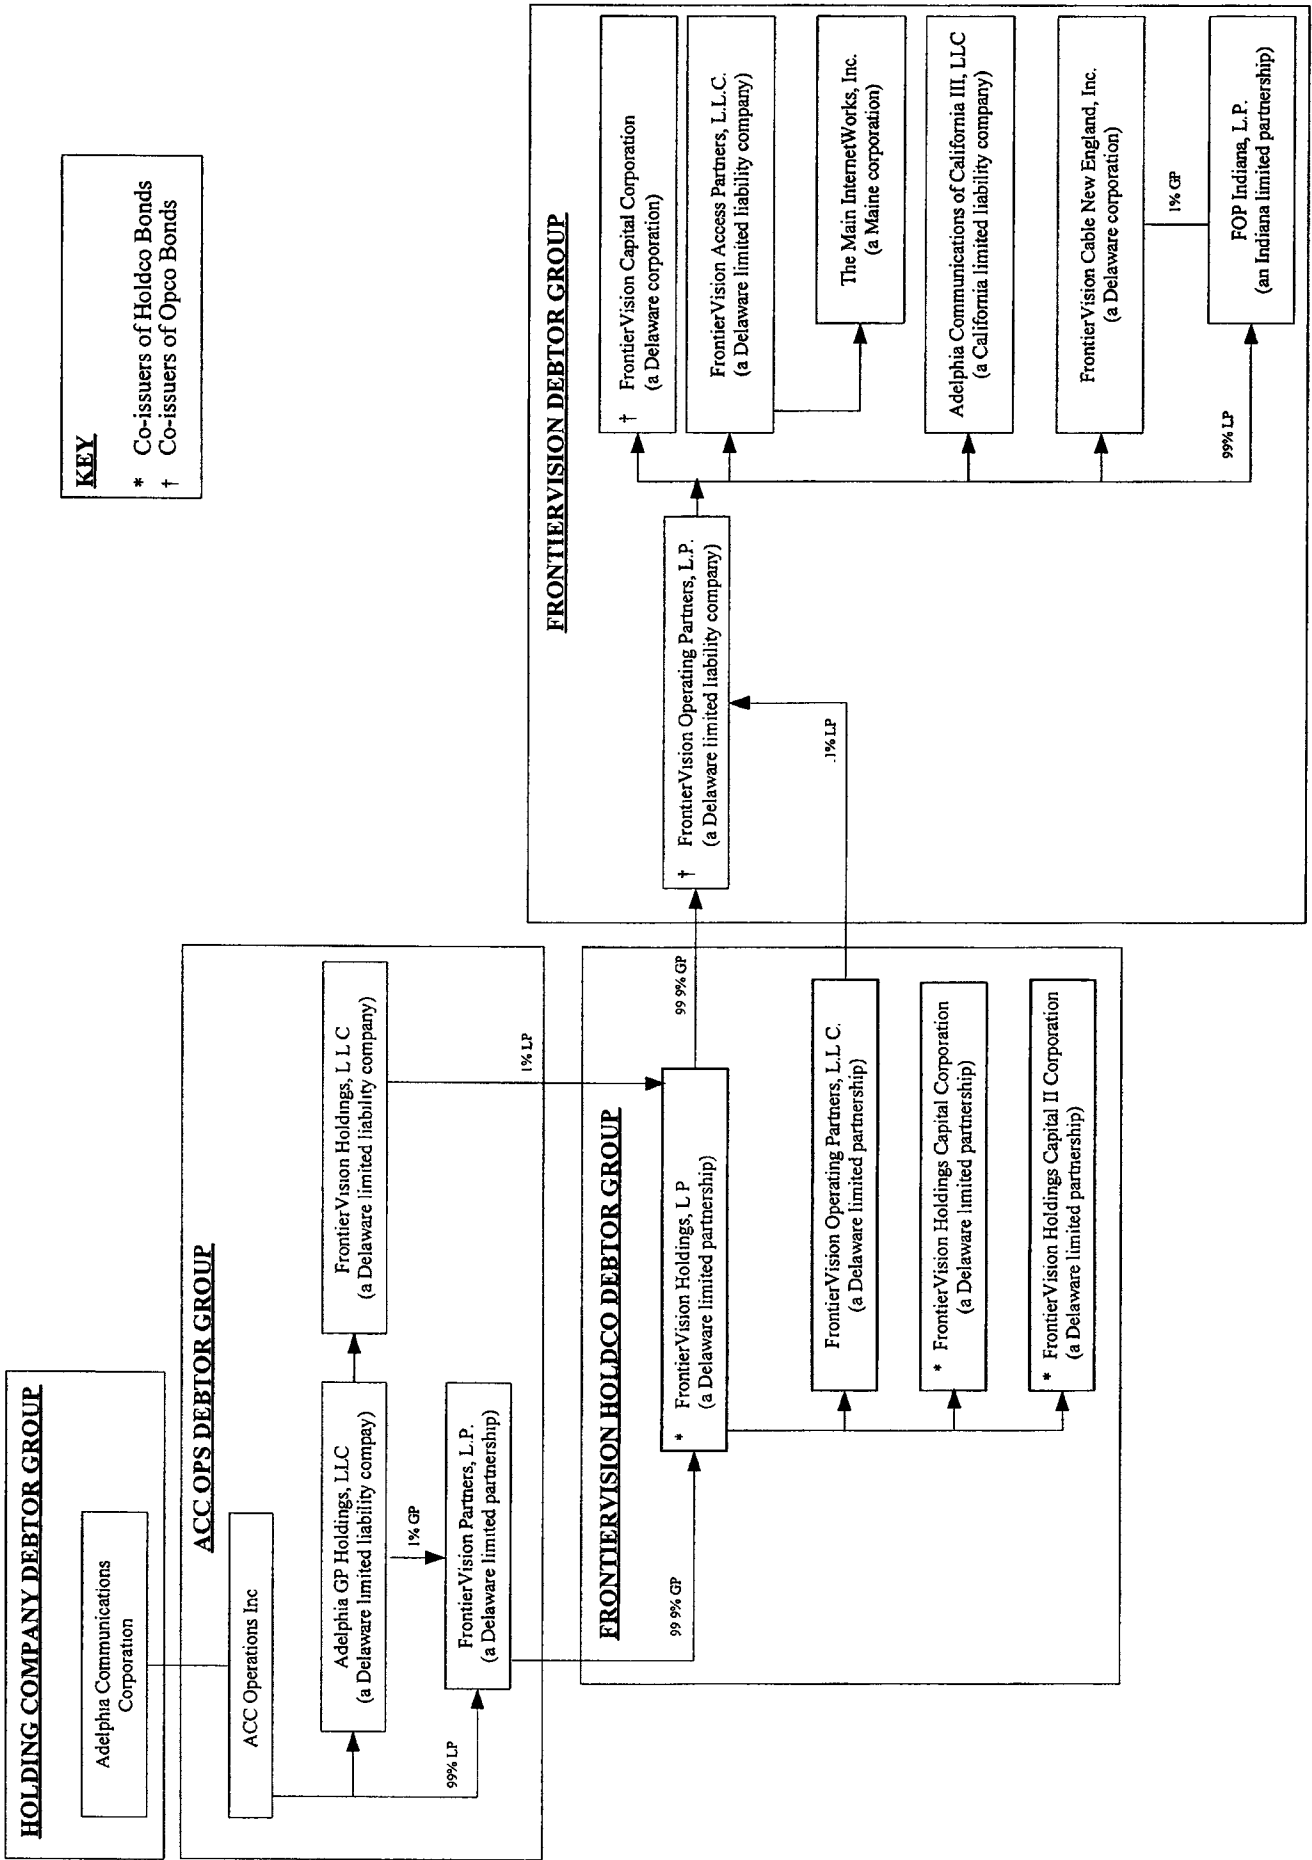 HOLDING COMPANY DEBTOR GROUP
Adelphia Communications
Corporation
KEY
* Co-issuers of Holdco Bonds
† Co-issuers of Opco Bonds
ACC OPS DEBTOR GROUP
ACC Operations Inc
Adelphia GP Holdings, LLC
(a Delaware limited liability compay)
FrontierVision Holdings, L L C
(a Delaware limited liability company)
1% GP
99% LP
FrontierVision Partners, L.P.
(a Delaware limited partnership)
1% LP
FRONTIERVISION HOLDCO DEBTOR GROUP
99 9% GP
* FrontierVision Holdings, L P
(a Delaware limited partnership)
99 9% GP
FrontierVision Operating Partners, L.L C.
(a Delaware limited partnership)
* FrontierVision Holdings Capital Corporation
(a Delaware limited partnership)
* FrontierVision Holdings Capital II Corporation
(a Delaware limited partnership)
FRONTIERVISION DEBTOR GROUP
† FrontierVision Operating Partners, L.P.
(a Delaware limited liability company)
.1% LP
† FrontierVision Capital Corporation
(a Delaware corporation)
FrontierVision Access Partners, L.L.C.
(a Delaware limited liability company)
The Main InternetWorks, Inc.
(a Maine corporation)
Adelphia Communications of California III, LLC
(a California limited liability company)
FrontierVision Cable New England, Inc.
(a Delaware corporation)
1% GP
99% LP
FOP Indiana, L.P.
(an Indiana limited partnership)